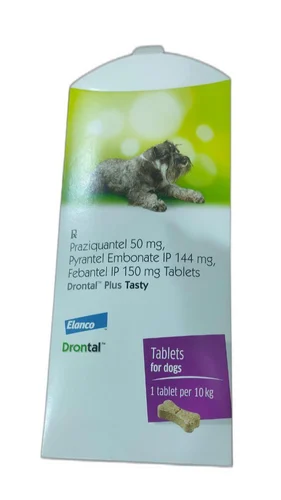 ℞
Praziquantel 50 mg,
Pyrantel Embonate IP 144 mg,
Febantel IP 150 mg Tablets
Drontal™ Plus Tasty
Elanco
Drontal™
Tablets
for dogs
1 tablet per 10 kg